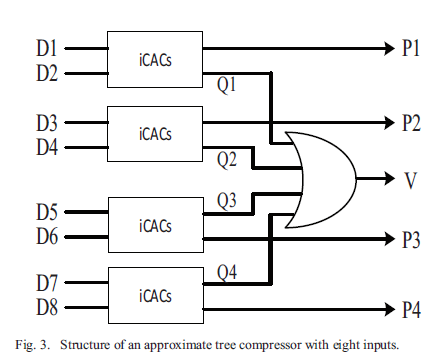 D1 iCACs P1
D2 Q1
D3 iCACs P2
D4 Q2
V
D5 Q3
D6 iCACs P3
D7 iCACs Q4
D8 P4
Fig. 3. Structure of an approximate tree compressor with eight inputs.